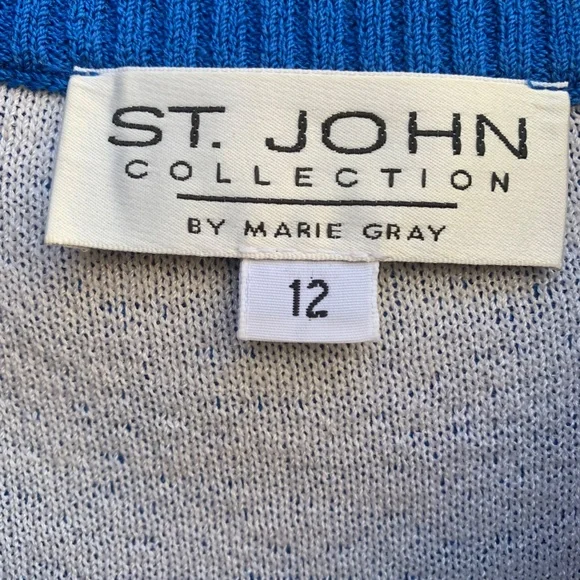 ST. JOHN
COLLECTION
BY MARIE GRAY
12